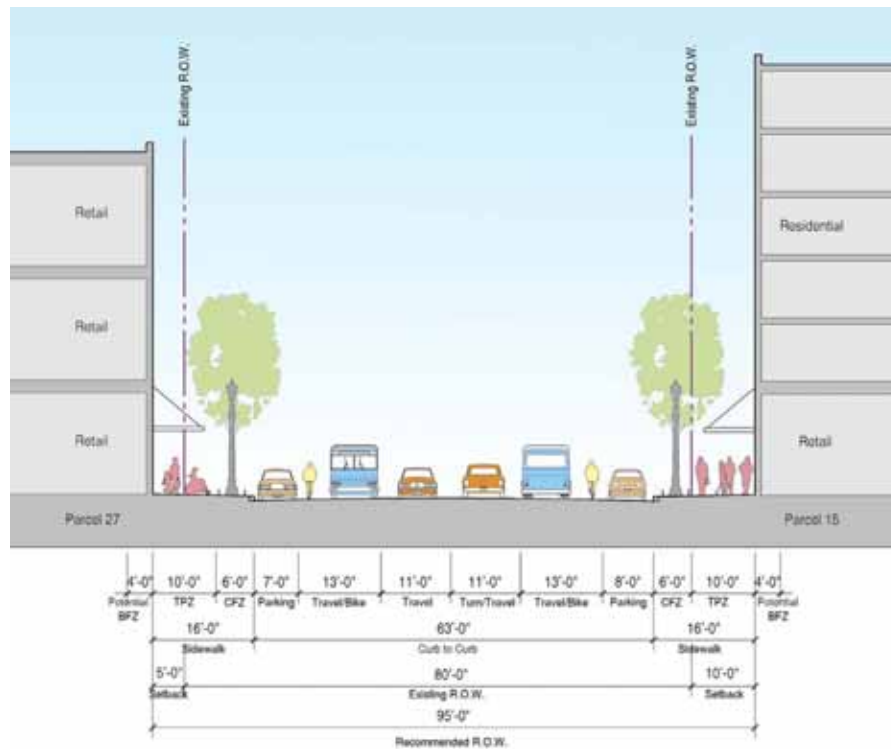 Existing R.O.W.
Existing R.O.W.
Retail
Residential
Retail
Retail
Retail
Parcel 27
Parcel 15
4'-0" 10'-0" 6'-0" 7'-0" 13'-0" 11'-0" 11'-0" 13'-0" 8'-0" 6'-0" 10'-0" 4'-0"
Potential TPZ CFZ Parking Travel/Bike Travel Turn/Travel Travel/Bike Parking CFZ TPZ Potential
BFZ BFZ
16'-0" 63'-0" 16'-0"
Sidewalk Curb to Curb Sidewalk
5'-0" 80'-0" 10'-0"
Setback Existing R.O.W. Setback
95'-0"
Recommended R.O.W.